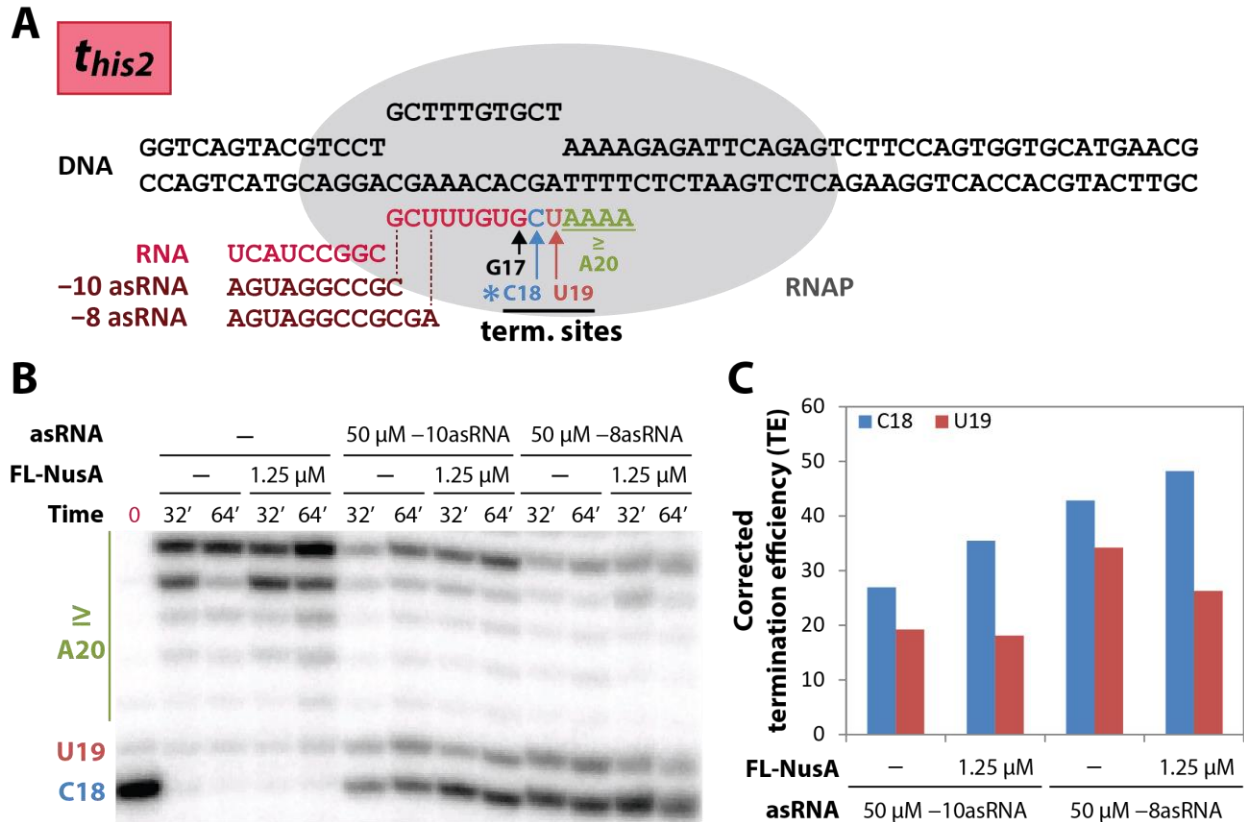 A
this2
GCTTTGTGCT
DNA
GGTCAGTACGTCCT AAAAGAGATTCAGAGTCTTCCAGTGGTGCATGAACG
CCAGTCATGCAGGACGAAACACGATTTTCTCTAAGTCTCAGAAGGTCACCACGTACTTGC
GCUUUGUGCUAAAA
RNA UCAUCCGGC
≥
G17 A20
RNAP
−10 asRNA AGUAGGCCGC
*C18 U19
−8 asRNA AGUAGGCCGCGA
term. sites
B
asRNA – 50 μM −10asRNA 50 μM −8asRNA
FL-NusA – 1.25 μM – 1.25 μM – 1.25 μM
Time 0 32′ 64′ 32′ 64′ 32′ 64′ 32′ 64′ 32′ 64′ 32′ 64′
≥
A20
U19
C18
C
Corrected
termination efficiency (TE)
60
50
40
30
20
10
0
C18 U19
FL-NusA – 1.25 μM – 1.25 μM
asRNA 50 μM −10asRNA 50 μM −8asRNA